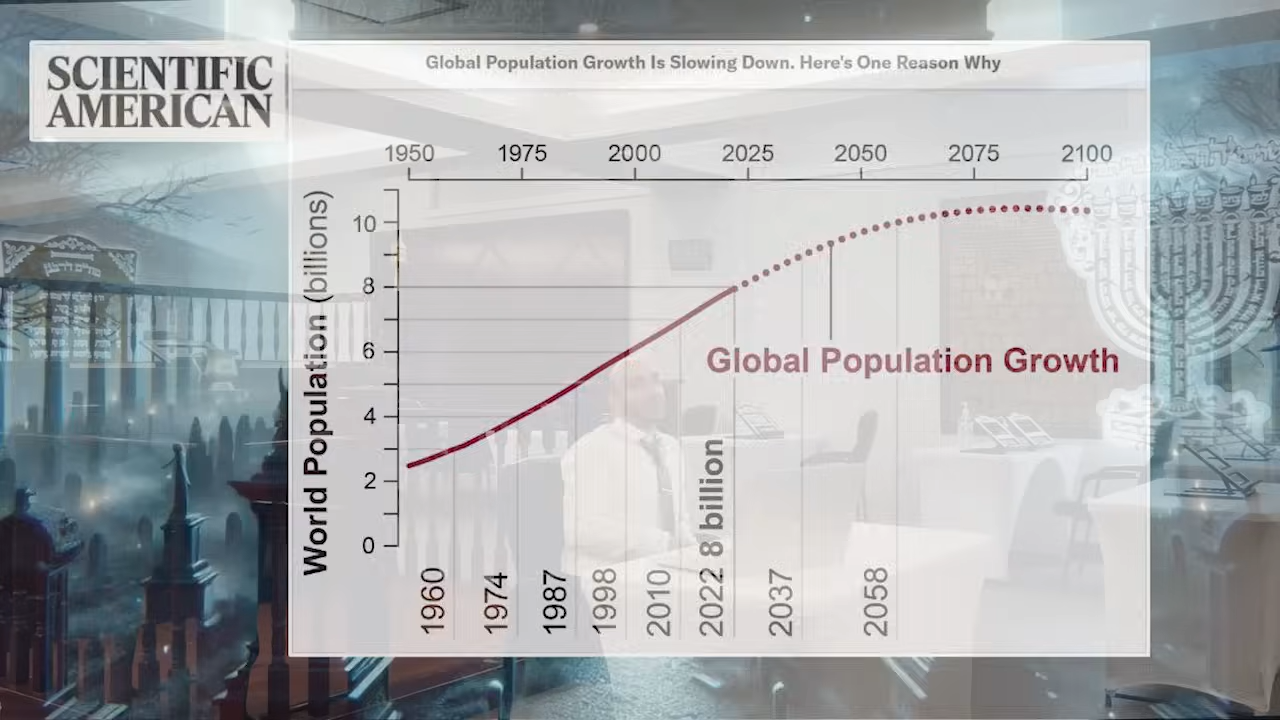 SCIENTIFIC
AMERICAN
Global Population Growth Is Slowing Down. Here's One Reason Why
1950 1975 2000 2025 2050 2075 2100
World Population (billions)
10
8
6
4
2
0
Global Population Growth
1960 1974 1987 1998 2010 2022 8 billion 2037 2058